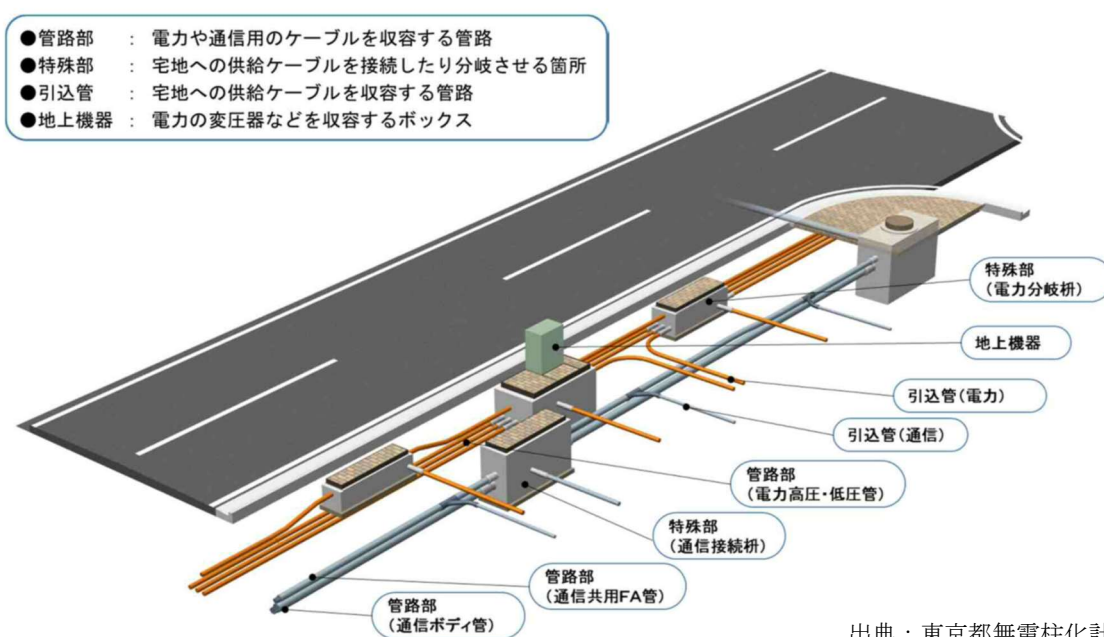 ●管路部 : 電力や通信用のケーブルを収容する管路
●特殊部 : 宅地への供給ケーブルを接続したり分岐させる箇所
●引込管 : 宅地への供給ケーブルを収容する管路
●地上機器 : 電力の変圧器などを収容するボックス
特殊部
(電力分岐桝)
地上機器
引込管(電力)
引込管(通信)
管路部
(電力高圧・低圧管)
特殊部
(通信接続桝)
管路部
(通信共用FA管)
管路部
(通信ボディ管)
出典:東京都無電柱化計